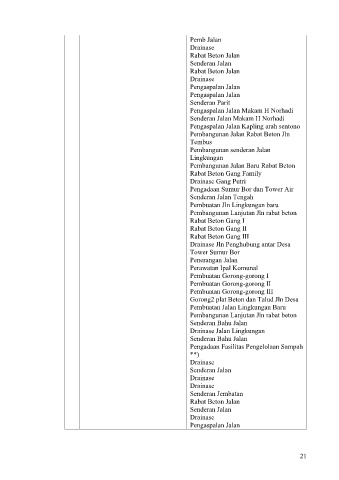 Pemb Jalan
Drainase
Rabat Beton Jalan
Senderan Jalan
Rabat Beton Jalan
Drainase
Pengaspalan Jalan
Pengaspalan Jalan
Senderan Parit
Pengaspalan Jalan Makam H Norhadi
Senderan Jalan Makam H Norhadi
Pengaspalan Jalan Kapling arah sentono
Pembangunan Jalan Rabat Beton Jln
Tembus
Pembangunan senderan Jalan
Lingkungan
Pembangunan Jalan Baru Rabat Beton
Rabat Beton Gang Family
Drainase Gang Putri
Pengadaan Sumur Bor dan Tower Air
Senderan Jalan Tengah
Pembuatan Jln Lingkungan baru
Pembangunan Lanjutan Jln rabat beton
Rabat Beton Gang I
Rabat Beton Gang II
Rabat Beton Gang III
Drainase Jln Penghubung antar Desa
Tower Sumur Bor
Penerangan Jalan
Perawatan Ipal Komunal
Pembuatan Gorong-gorong I
Pembuatan Gorong-gorong II
Pembuatan Gorong-gorong III
Gorong2 plat Beton dan Talud Jln Desa
Pembuatan Jalan Lingkungan Baru
Pembangunan Lanjutan Jln rabat beton
Senderan Bahu Jalan
Drainase Jalan Lingkungan
Senderan Bahu Jalan
Pengadaan Fasilitas Pengelolaan Sampah
**)
Drainase
Senderan Jalan
Drainase
Drainase
Senderan Jembatan
Rabat Beton Jalan
Senderan Jalan
Drainase
Pengaspalan Jalan
21